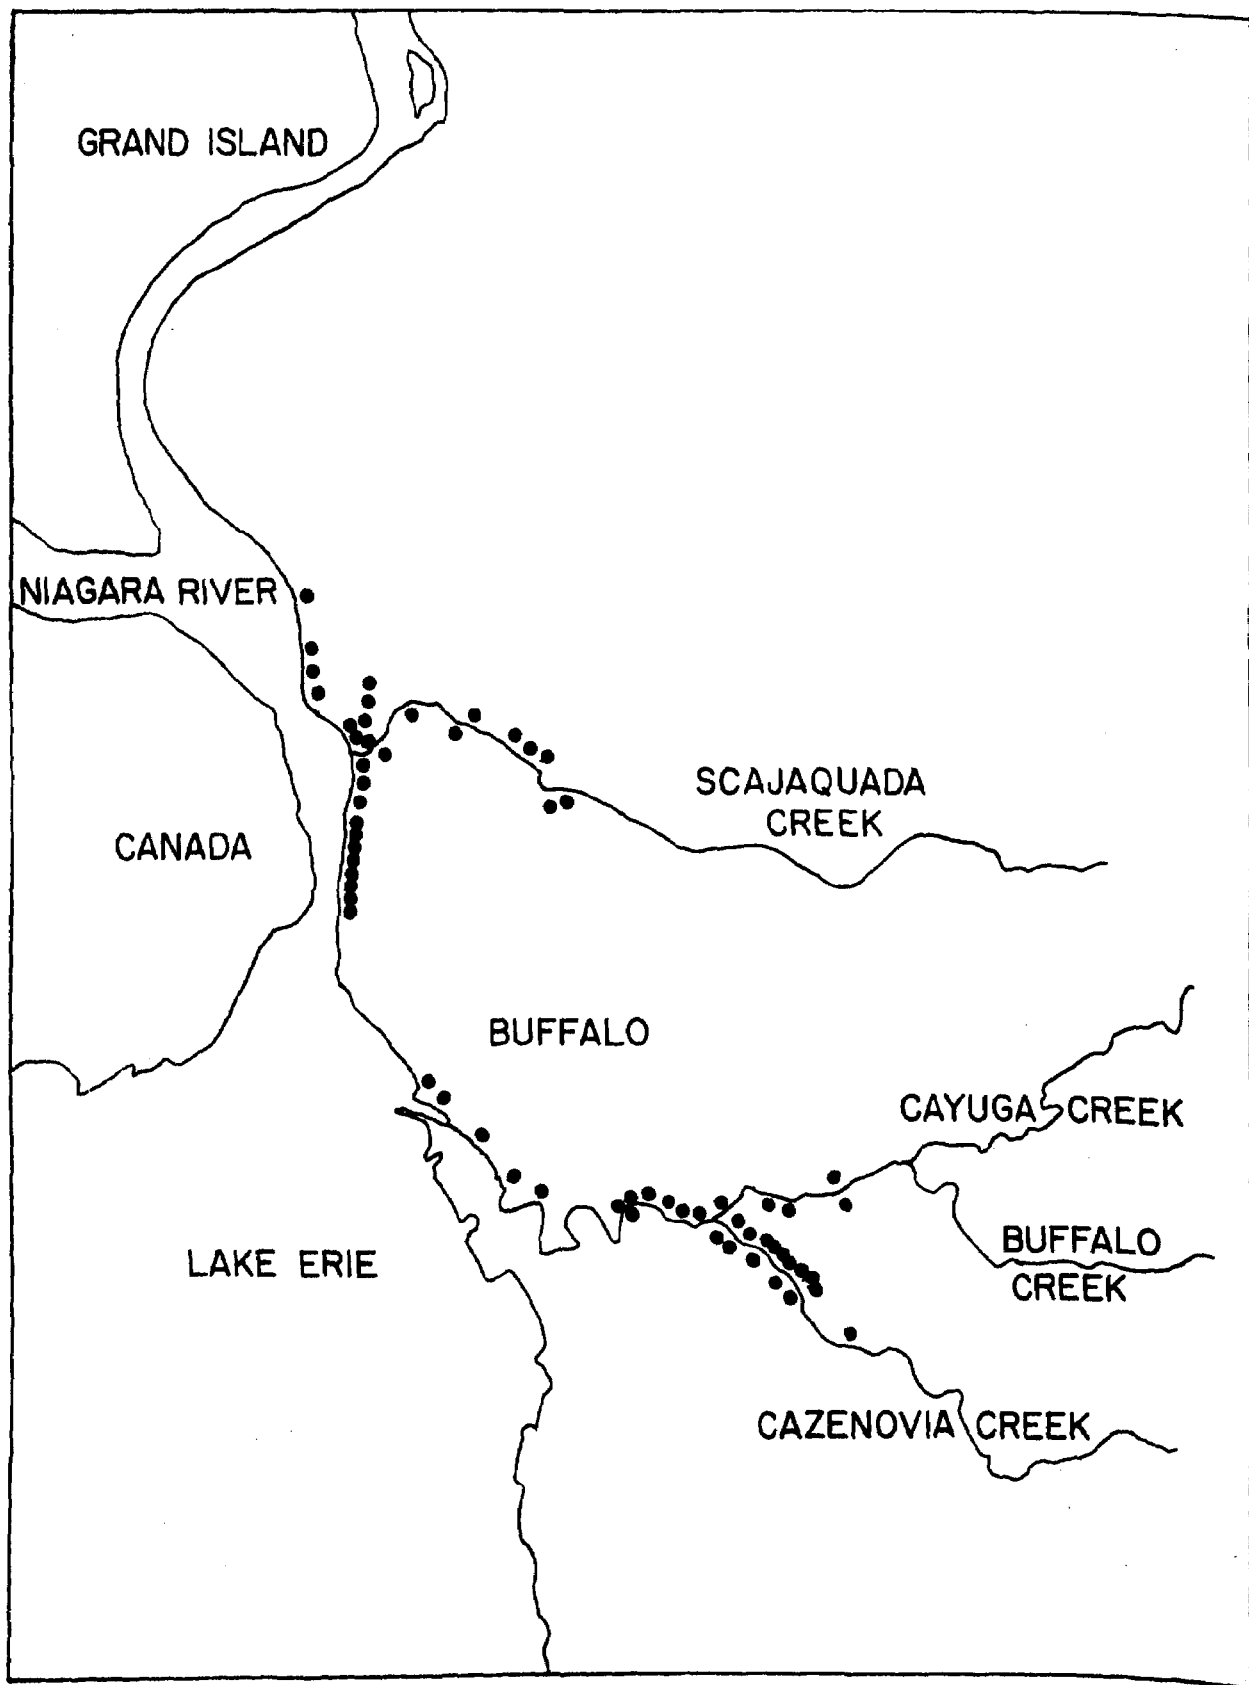 GRAND ISLAND
NIAGARA RIVER
SCAJAQUADA
CREEK
CANADA
BUFFALO
CAYUGA CREEK
BUFFALO
CREEK
LAKE ERIE
CAZENOVIA CREEK